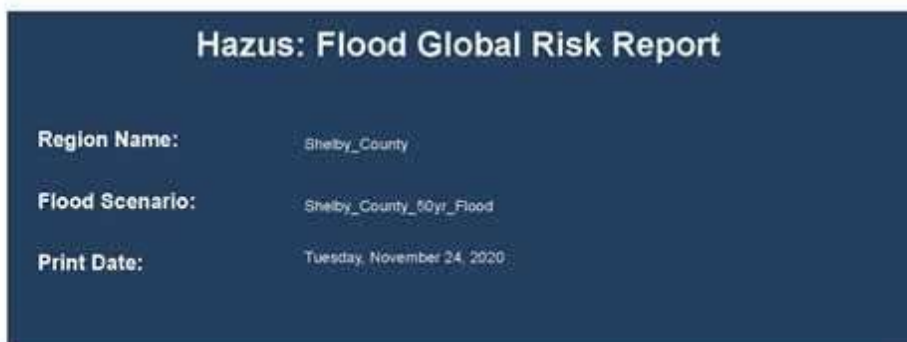 Hazus: Flood Global Risk Report
Region Name: Shelby_County
Flood Scenario: Shelby_County_50yr_Flood
Print Date: Tuesday, November 24, 2020